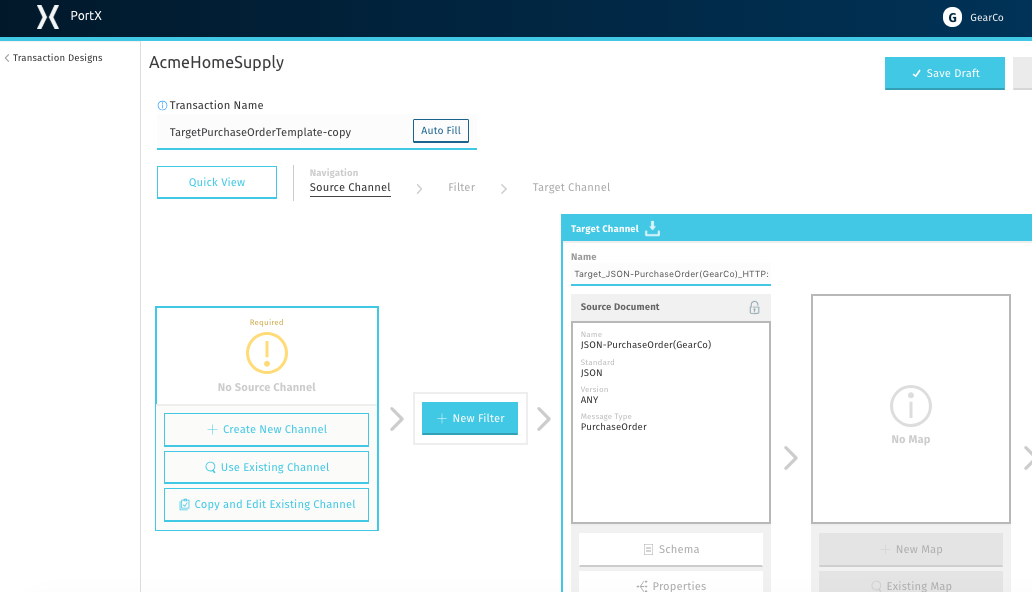 PortX
G GearCo
Transaction Designs
AcmeHomeSupply
Save Draft
Transaction Name
TargetPurchaseOrderTemplate-copy
Auto Fill
Quick View
Navigation
Source Channel
Filter
Target Channel
Target Channel
Name
Target_JSON-PurchaseOrder(GearCo)_HTTP:
Source Document
Required
No Source Channel
Create New Channel
Use Existing Channel
Copy and Edit Existing Channel
New Filter
Name
JSON-PurchaseOrder(GearCo)
Standard
JSON
Version
ANY
Message Type
PurchaseOrder
No Map
Schema
Properties
New Map
Existing Map